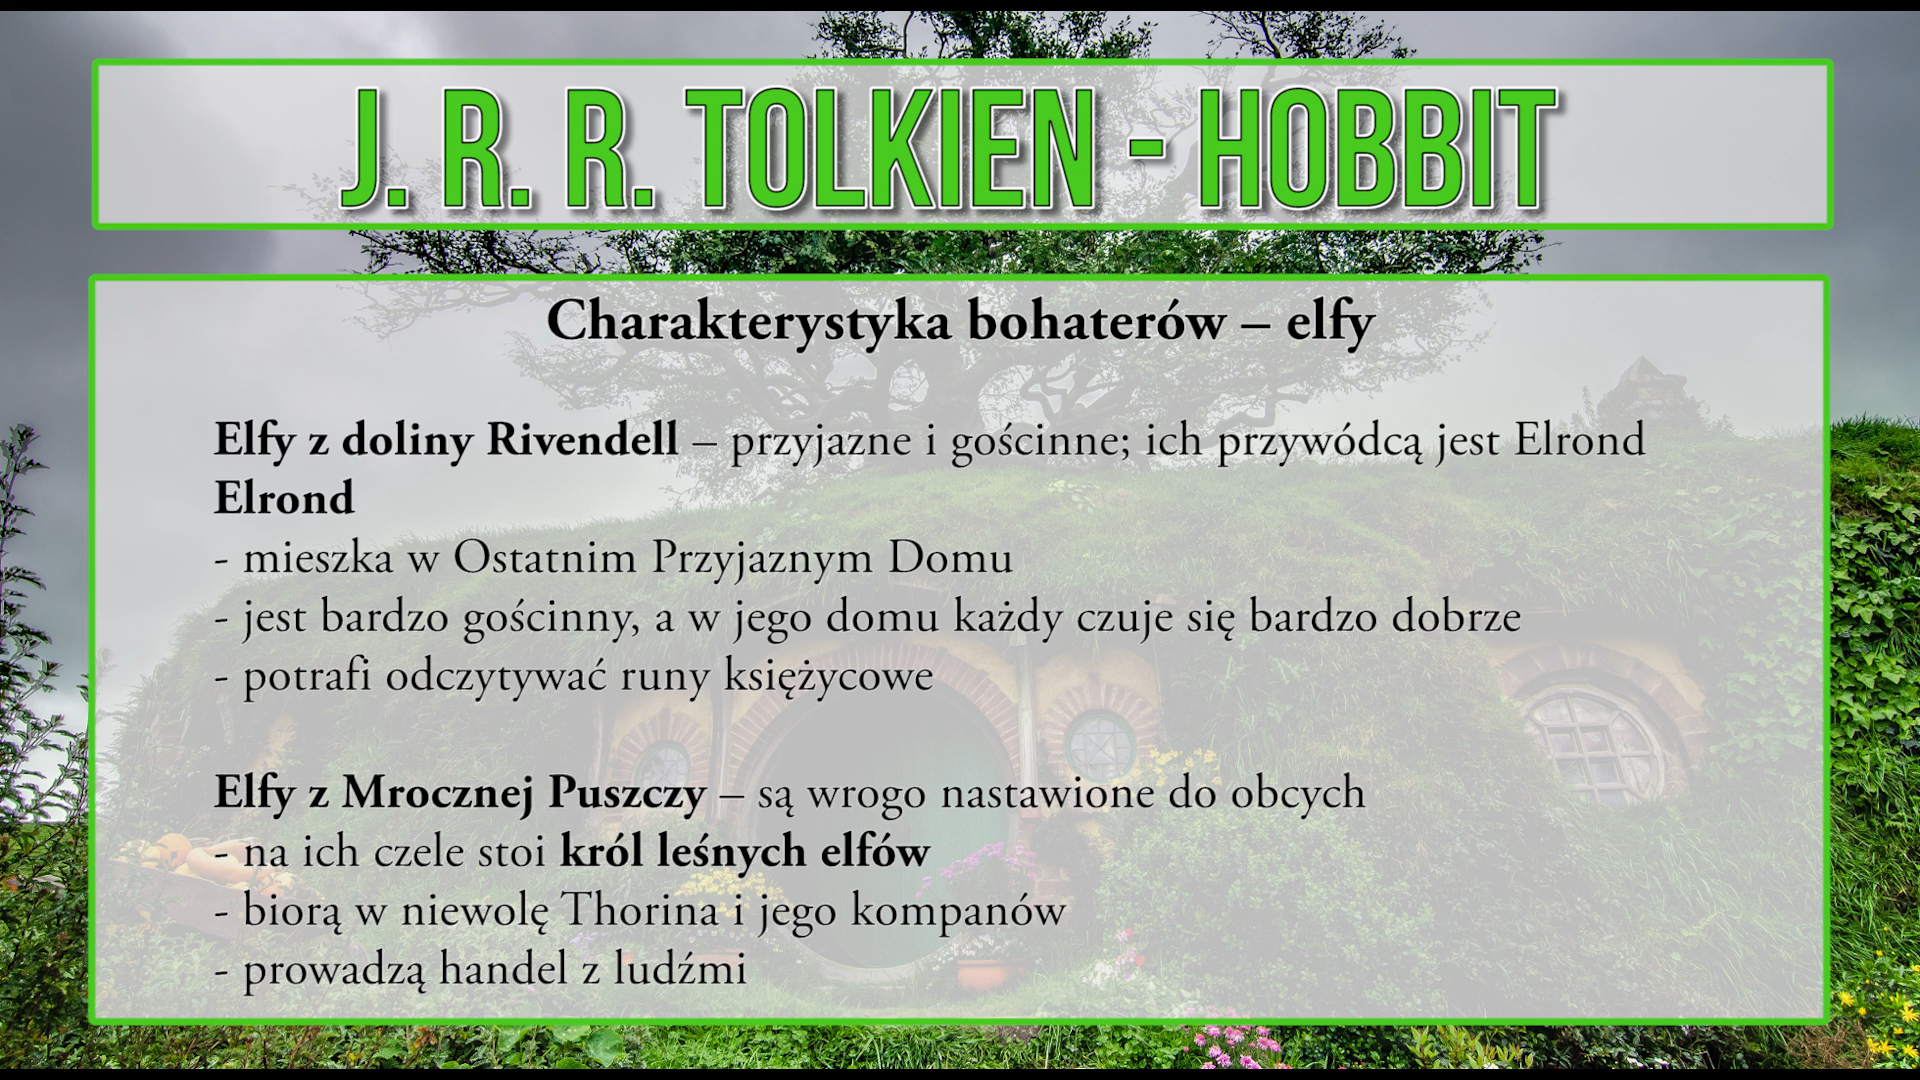 J. R. R. TOLKIEN - HOBBIT
Charakterystyka bohaterów – elfy
Elfy z doliny Rivendell – przyjazne i gościnne; ich przywódcą jest Elrond
Elrond
- mieszka w Ostatnim Przyjaznym Domu
- jest bardzo gościnny, a w jego domu każdy czuje się bardzo dobrze
- potrafi odczytywać runy księżycowe
Elfy z Mrocznej Puszczy – są wrogo nastawione do obcych
- na ich czele stoi król leśnych elfów
- biorą w niewolę Thorina i jego kompanów
- prowadzą handel z ludźmi